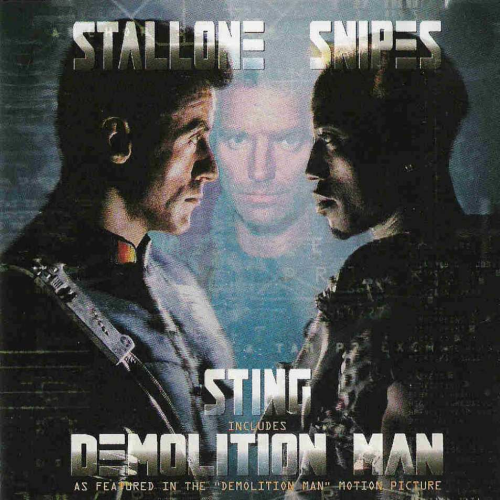 STALLONE SNIPES
STING
INCLUDES
DEMOLITION MAN
AS FEATURED IN THE "DEMOLITION MAN" MOTION PICTURE